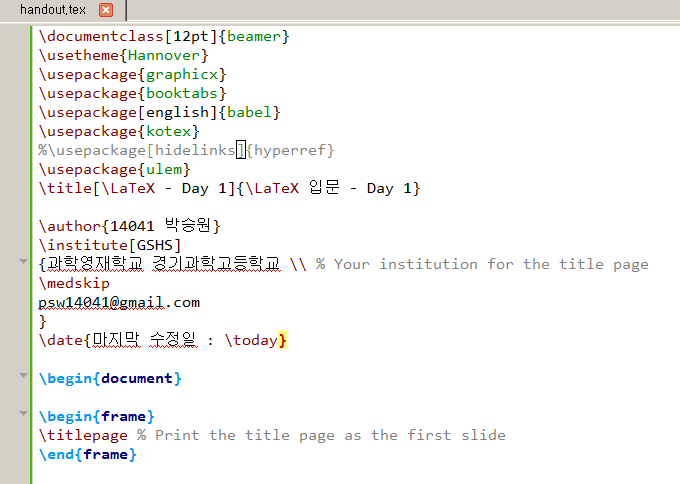 handout.tex
\documentclass[12pt]{beamer}
\usetheme{Hannover}
\usepackage{graphicx}
\usepackage{booktabs}
\usepackage[english]{babel}
\usepackage{kotex}
%\usepackage[hidelinks]{hyperref}
\usepackage{ulem}
\title[\LaTeX - Day 1]{\LaTeX 입문 - Day 1}
\author{14041 박승원}
\institute[GSHS]
{과학영재학교 경기과학고등학교 \\ % Your institution for the title page
\medskip
psw14041@gmail.com
}
\date{마지막 수정일 : \today}
\begin{document}
\begin{frame}
\titlepage % Print the title page as the first slide
\end{frame}